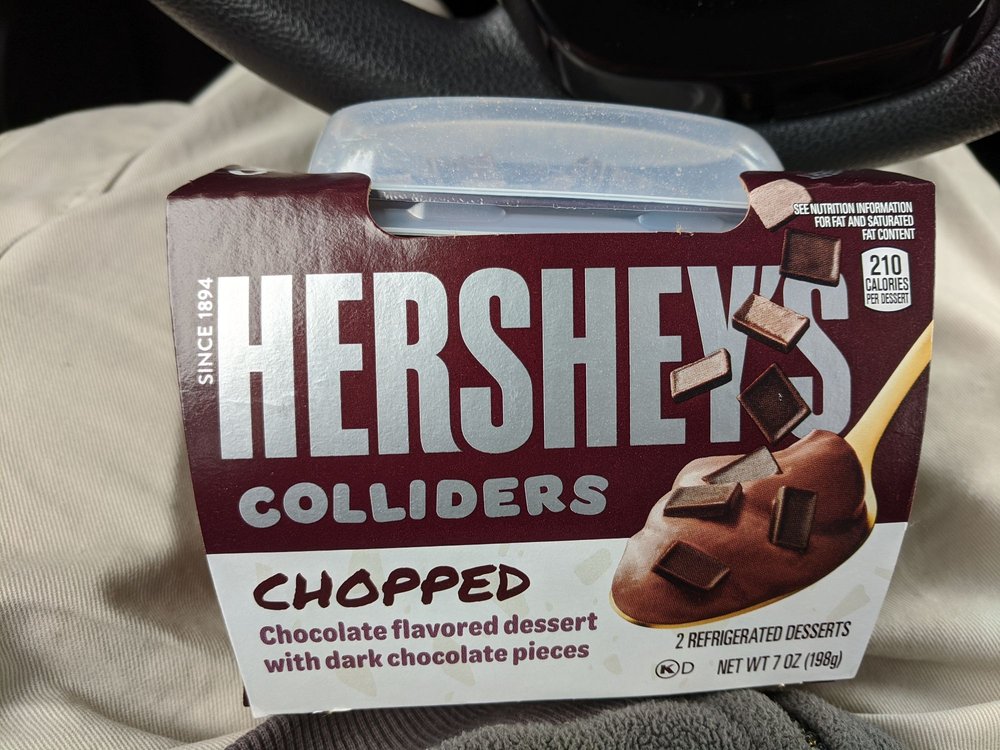 SINCE 1894
HERSHEY'S
COLLIDERS
CHOPPED
Chocolate flavored dessert
with dark chocolate pieces
SEE NUTRITION INFORMATION
FOR FAT AND SATURATED
FAT CONTENT
210
CALORIES
PER DESSERT
2 REFRIGERATED DESSERTS
K D NET WT 7 OZ (198g)